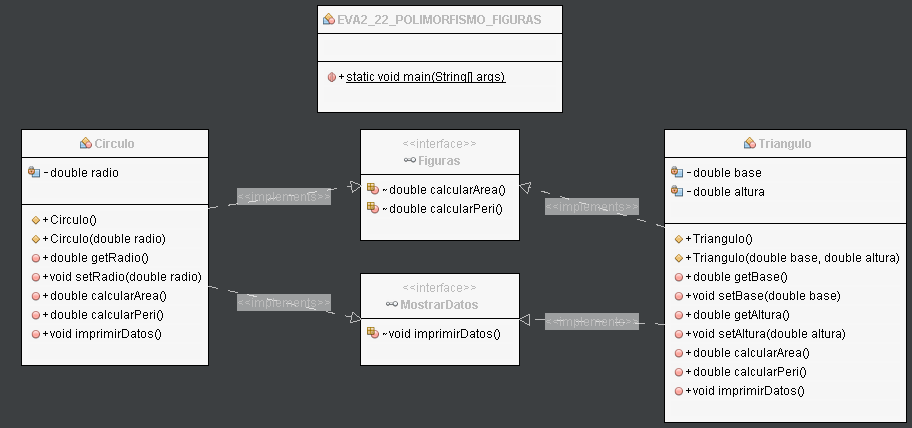 EVA2_22_POLIMORFISMO_FIGURAS
+static void main(String[] args)
Circulo
-double radio
+Circulo()
+Circulo(double radio)
+double getRadio()
+void setRadio(double radio)
+double calcularArea()
+double calcularPeri()
+void imprimirDatos()
<<implements>>
<<implements>>
<<interface>>
Figuras
~double calcularArea()
~double calcularPeri()
<<interface>>
MostrarDatos
~void imprimirDatos()
<<implements>>
<<implements>>
Triangulo
-double base
-double altura
+Triangulo()
+Triangulo(double base, double altura)
+double getBase()
+void setBase(double base)
+double getAltura()
+void setAltura(double altura)
+double calcularArea()
+double calcularPeri()
+void imprimirDatos()